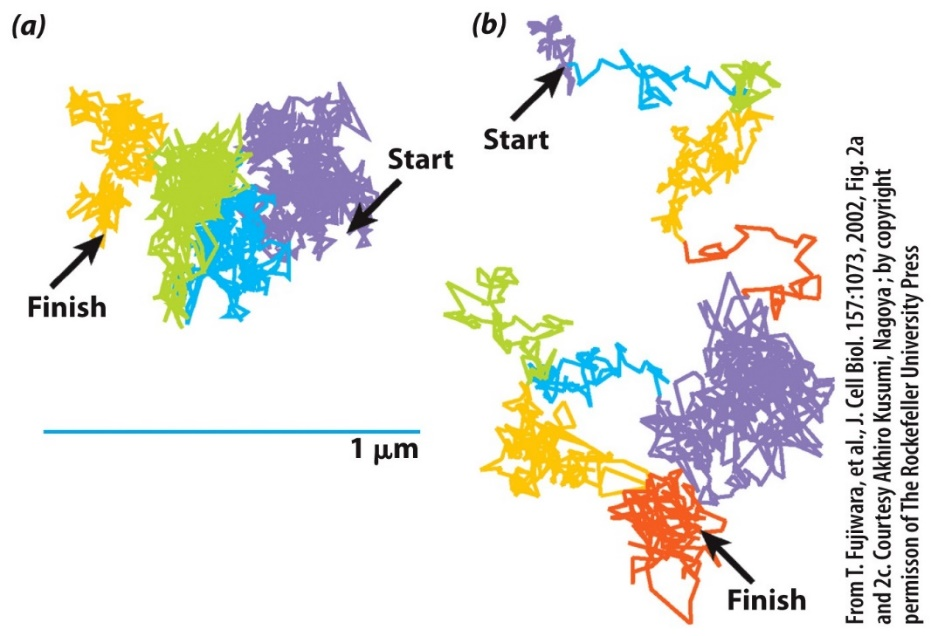 (a)
Start
Finish
1 μm
(b)
Start
Finish
From T. Fujiwara, et al., J. Cell Biol. 157:1073, 2002, Fig. 2a
and 2c. Courtesy Akhiro Kusumi, Nagoya ; by copyright
permisson of The Rockefeller University Press